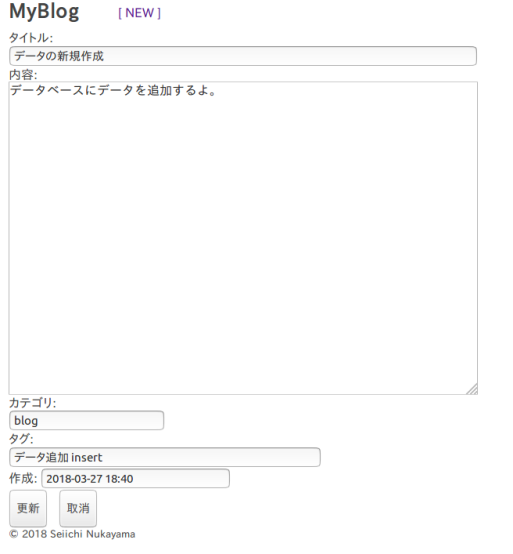 MyBlog [ NEW ]
タイトル:
データの新規作成
内容:
データベースにデータを追加するよ。
カテゴリ:
blog
タグ:
データ追加 insert
作成: 2018-03-27 18:40
更新 取消
© 2018 Seiichi Nukayama